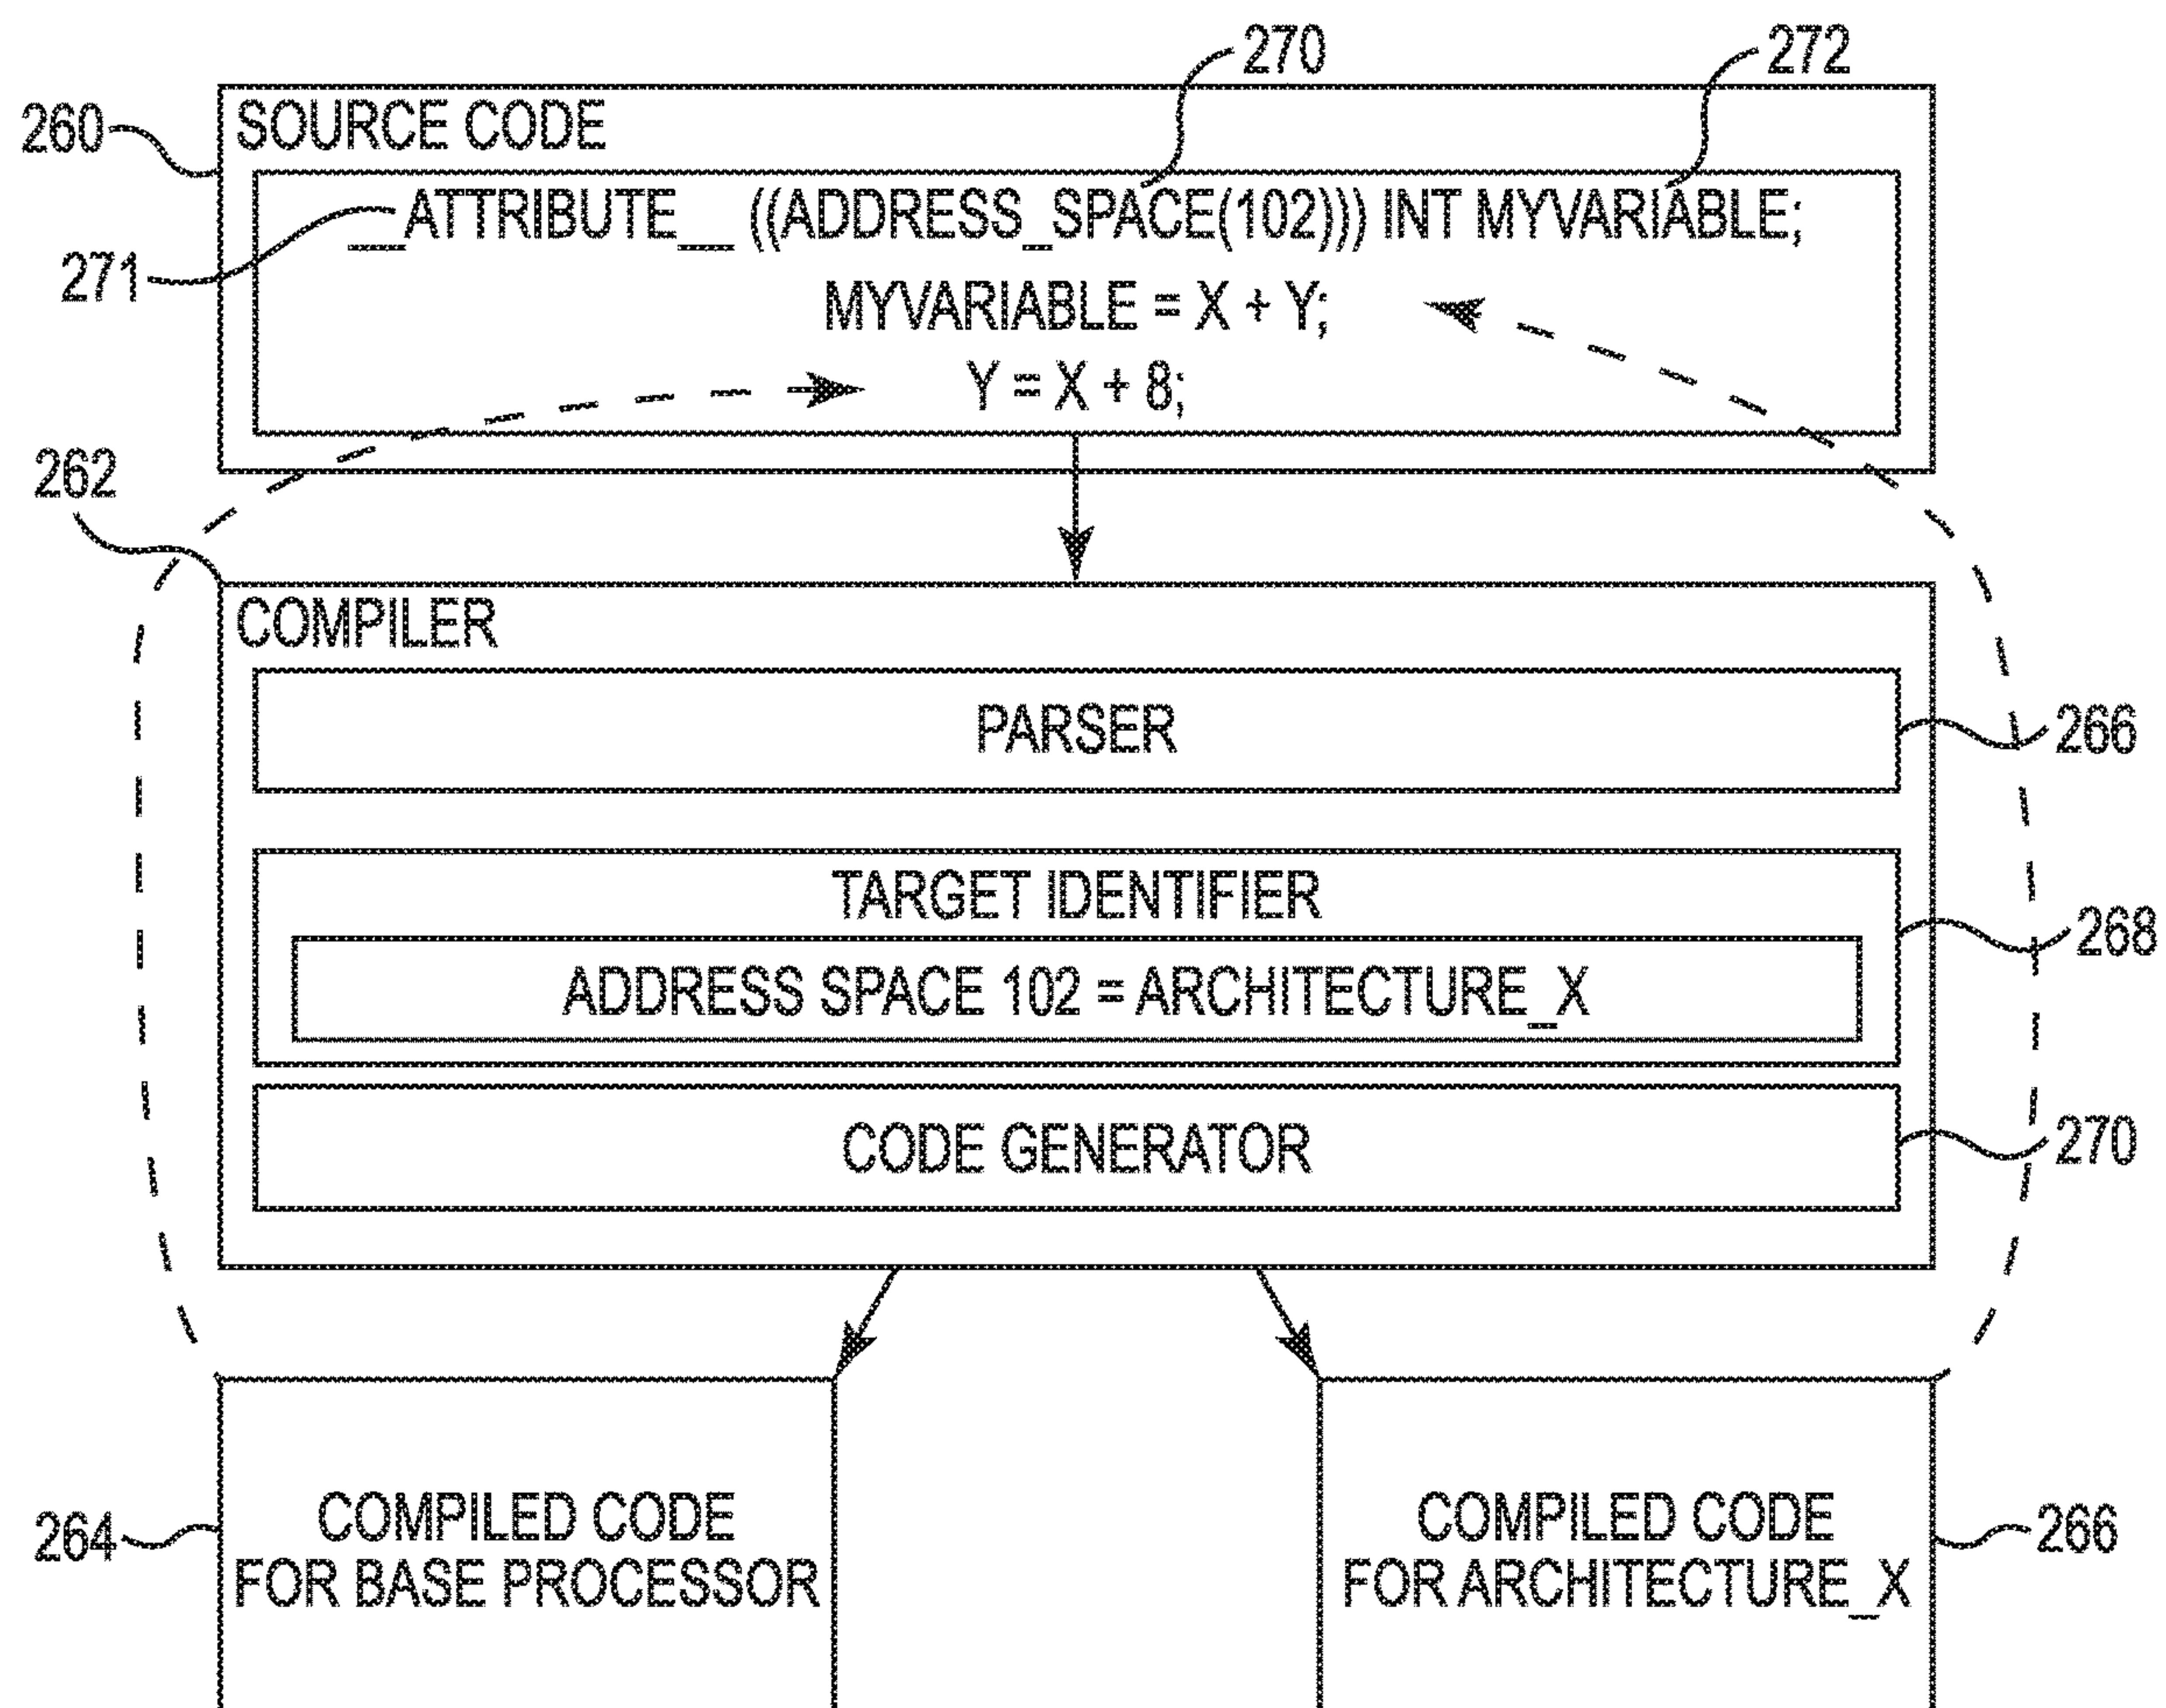 270
272
260
SOURCE CODE
__ATTRIBUTE__ ((ADDRESS_SPACE(102))) INT MYVARIABLE;
271
MYVARIABLE = X + Y;
Y = X + 8;
262
COMPILER
PARSER
266
TARGET IDENTIFIER
268
ADDRESS SPACE 102 = ARCHITECTURE_X
CODE GENERATOR
270
264
COMPILED CODE
FOR BASE PROCESSOR
COMPILED CODE
FOR ARCHITECTURE_X
266